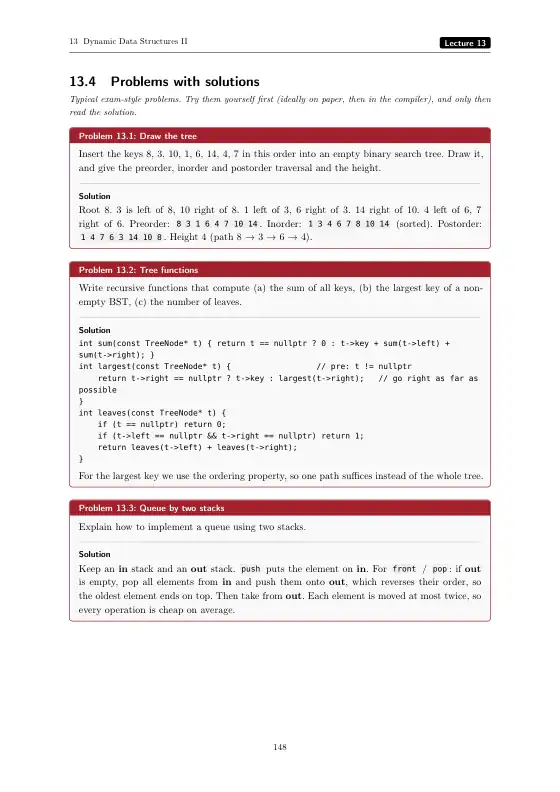 13 Dynamic Data Structures II
Lecture 13
13.4 Problems with solutions
Typical exam-style problems. Try them yourself first (ideally on paper, then in the compiler), and only then
read the solution.
Problem 13.1: Draw the tree
Insert the keys 8, 3, 10, 1, 6, 14, 4, 7 in this order into an empty binary search tree. Draw it,
and give the preorder, inorder and postorder traversal and the height.
Solution
Root 8. 3 is left of 8, 10 right of 8. 1 left of 3, 6 right of 3. 14 right of 10. 4 left of 6, 7
right of 6. Preorder: 8 3 1 6 4 7 10 14. Inorder: 1 3 4 6 7 8 10 14 (sorted). Postorder:
1 4 7 6 3 14 10 8. Height 4 (path 8 → 3 → 6 → 4).
Problem 13.2: Tree functions
Write recursive functions that compute (a) the sum of all keys, (b) the largest key of a non-
empty BST, (c) the number of leaves.
Solution
int sum(const TreeNode* t) { return t == nullptr ? 0 : t->key + sum(t->left) +
sum(t->right); }
int largest(const TreeNode* t) {                // pre: t != nullptr
    return t->right == nullptr ? t->key : largest(t->right);   // go right as far as
possible
}
int leaves(const TreeNode* t) {
    if (t == nullptr) return 0;
    if (t->left == nullptr && t->right == nullptr) return 1;
    return leaves(t->left) + leaves(t->right);
}
For the largest key we use the ordering property, so one path suffices instead of the whole tree.
Problem 13.3: Queue by two stacks
Explain how to implement a queue using two stacks.
Solution
Keep an in stack and an out stack. push puts the element on in. For front / pop: if out
is empty, pop all elements from in and push them onto out, which reverses their order, so
the oldest element ends on top. Then take from out. Each element is moved at most twice, so
every operation is cheap on average.
148